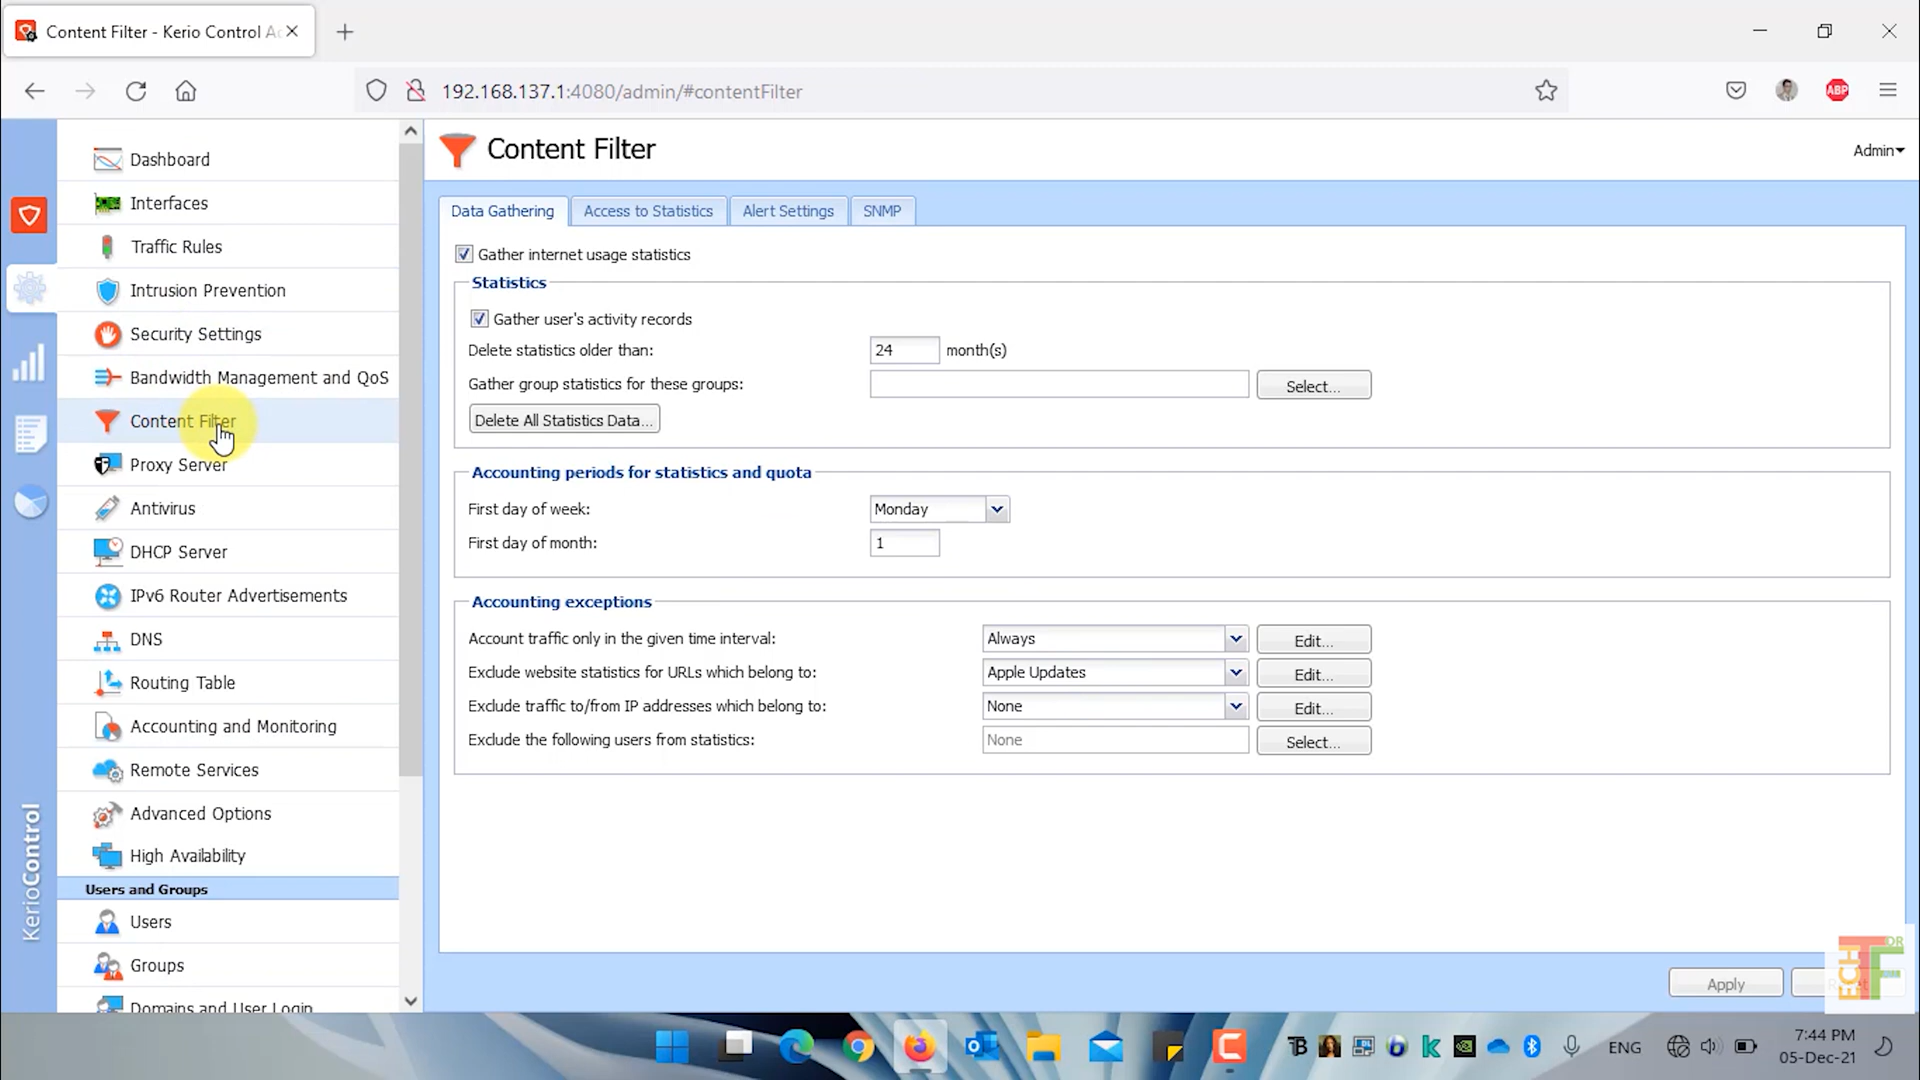 Content Filter - Kerio Control Ad
192.168.137.1:4080/admin/#contentFilter
ABP
Dashboard
Interfaces
Traffic Rules
Intrusion Prevention
Security Settings
Bandwidth Management and QoS
Content Filter
Proxy Server
Antivirus
DHCP Server
IPv6 Router Advertisements
DNS
Routing Table
Accounting and Monitoring
Remote Services
Advanced Options
High Availability
Users and Groups
Users
Groups
Domains and User Login
KerioControl
Content Filter
Admin
Data Gathering
Access to Statistics
Alert Settings
SNMP
Gather internet usage statistics
Statistics
Gather user's activity records
Delete statistics older than: 24 month(s)
Gather group statistics for these groups: Select...
Delete All Statistics Data...
Accounting periods for statistics and quota
First day of week: Monday
First day of month: 1
Accounting exceptions
Account traffic only in the given time interval: Always Edit...
Exclude website statistics for URLs which belong to: Apple Updates Edit...
Exclude traffic to/from IP addresses which belong to: None Edit...
Exclude the following users from statistics: None Select...
Apply
TECH
FDR
ENG
7:44 PM
05-Dec-21